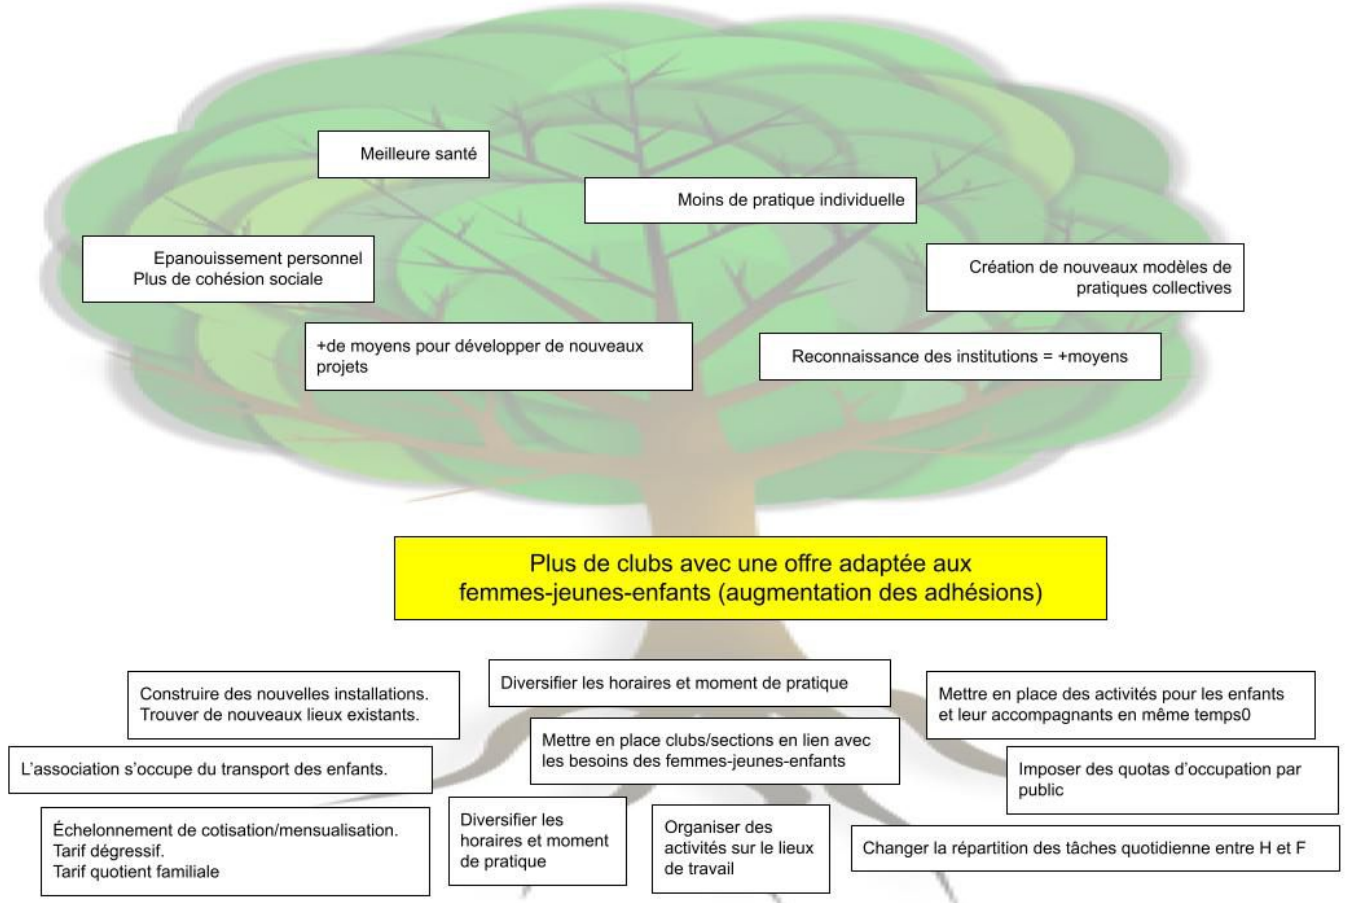 Meilleure santé
Moins de pratique individuelle
Epanouissement personnel
Plus de cohésion sociale
Création de nouveaux modèles de
pratiques collectives
+de moyens pour développer de nouveaux
projets
Reconnaissance des institutions = +moyens
Plus de clubs avec une offre adaptée aux
femmes-jeunes-enfants (augmentation des adhésions)
Construire des nouvelles installations.
Trouver de nouveaux lieux existants.
Diversifier les horaires et moment de pratique
Mettre en place des activités pour les enfants
et leur accompagnants en même temps0
Mettre en place clubs/sections en lien avec
les besoins des femmes-jeunes-enfants
L'association s'occupe du transport des enfants.
Imposer des quotas d'occupation par
public
Échelonnement de cotisation/mensualisation.
Tarif dégressif.
Tarif quotient familiale
Diversifier les
horaires et moment
de pratique
Organiser des
activités sur le lieux
de travail
Changer la répartition des tâches quotidienne entre H et F